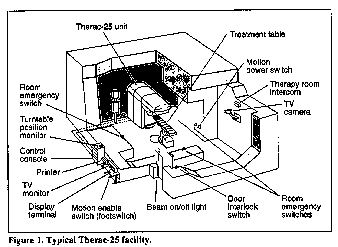 Therac-25 unit
Treatment table
Motion
power switch
Therapy room
intercom
TV
camera
Room
emergency
switch
Turntable
position
monitor
Control
console
Printer
TV
monitor
Display
terminal
Motion enable
switch (footswitch)
Beam on/off light
Door
interlock
switch
Room
emergency
switches
Figure 1. Typical Therac-25 facility.